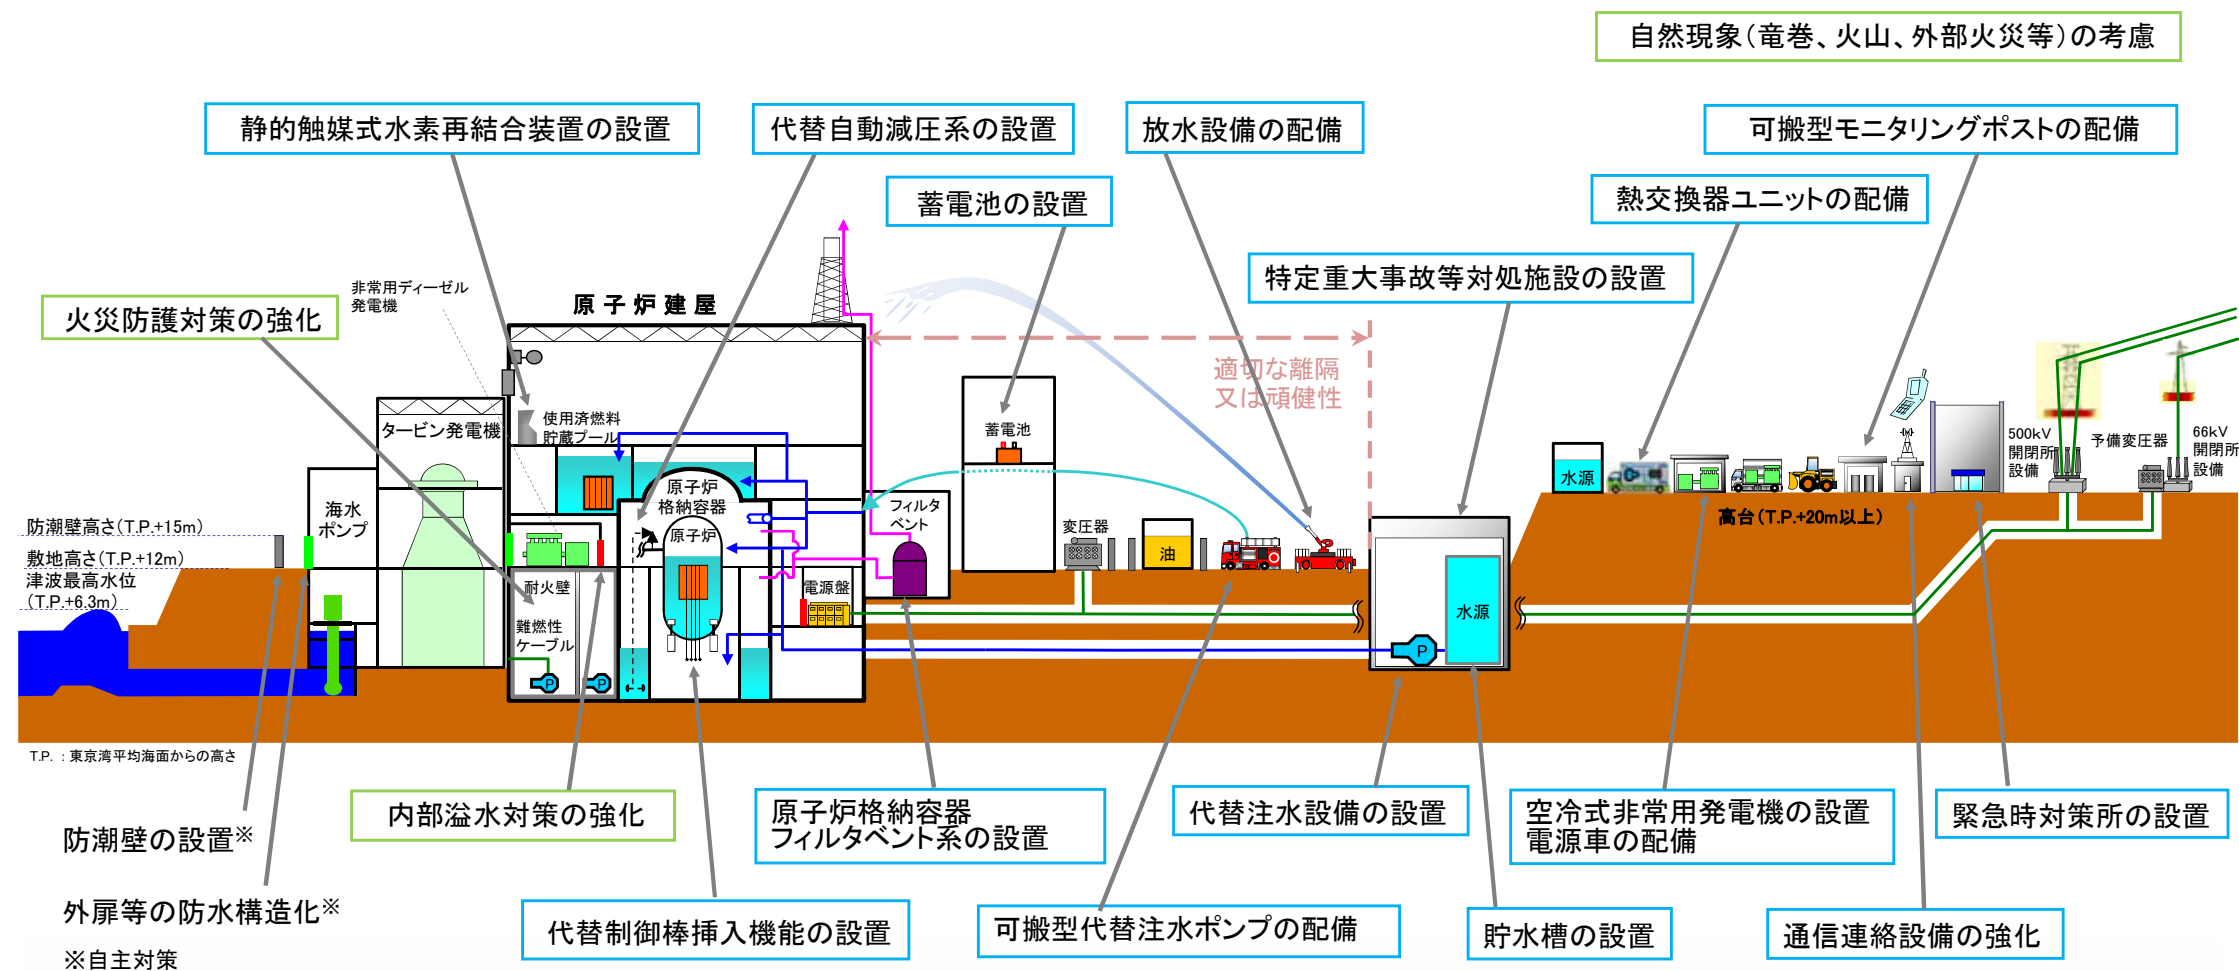 自然現象(竜巻、火山、外部火災等)の考慮
静的触媒式水素再結合装置の設置
代替自動減圧系の設置
放水設備の配備
可搬型モニタリングポストの配備
蓄電池の設置
熱交換器ユニットの配備
特定重大事故等対処施設の設置
火災防護対策の強化
非常用ディーゼル
発電機
原子炉建屋
適切な離隔
又は頑健性
タービン発電機
使用済燃料
貯蔵プール
蓄電池
500kV
開閉所
設備
予備変圧器
66kV
開閉所
設備
水源
海水
ポンプ
原子炉
格納容器
原子炉
フィルタ
ベント
変圧器
油
高台(T.P.+20m以上)
防潮壁高さ(T.P.+15m)
敷地高さ(T.P.+12m)
津波最高水位
(T.P.+6.3m)
耐火壁
電源盤
難燃性
ケーブル
水源
P
P
P
T.P. :東京湾平均海面からの高さ
防潮壁の設置※
内部溢水対策の強化
原子炉格納容器
フィルタベント系の設置
代替注水設備の設置
空冷式非常用発電機の設置
電源車の配備
緊急時対策所の設置
外扉等の防水構造化※
代替制御棒挿入機能の設置
可搬型代替注水ポンプの配備
貯水槽の設置
通信連絡設備の強化
※自主対策